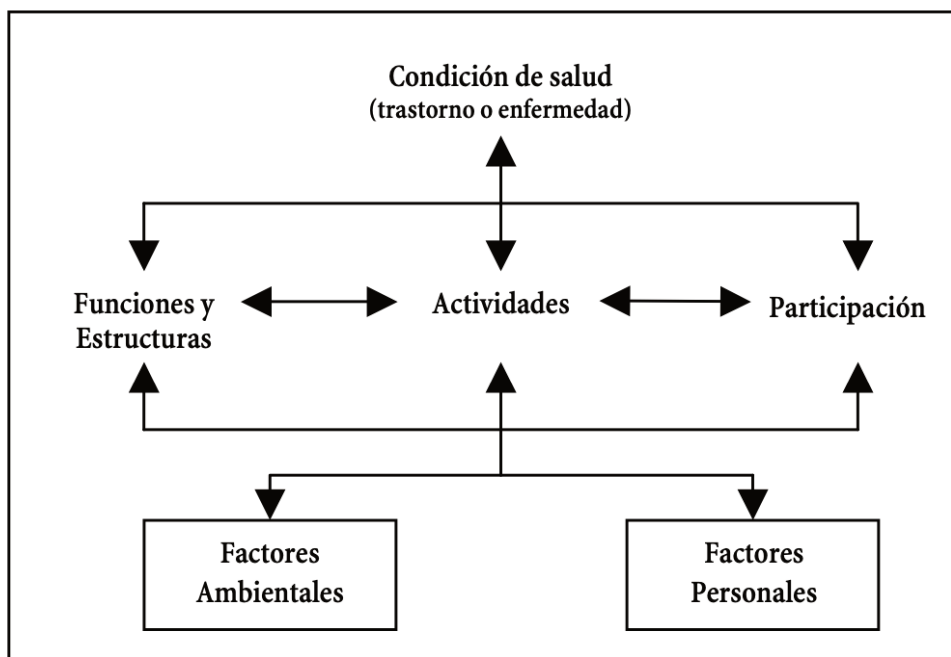 Condición de salud
(trastorno o enfermedad)
Funciones y
Estructuras
Actividades
Participación
Factores
Ambientales
Factores
Personales